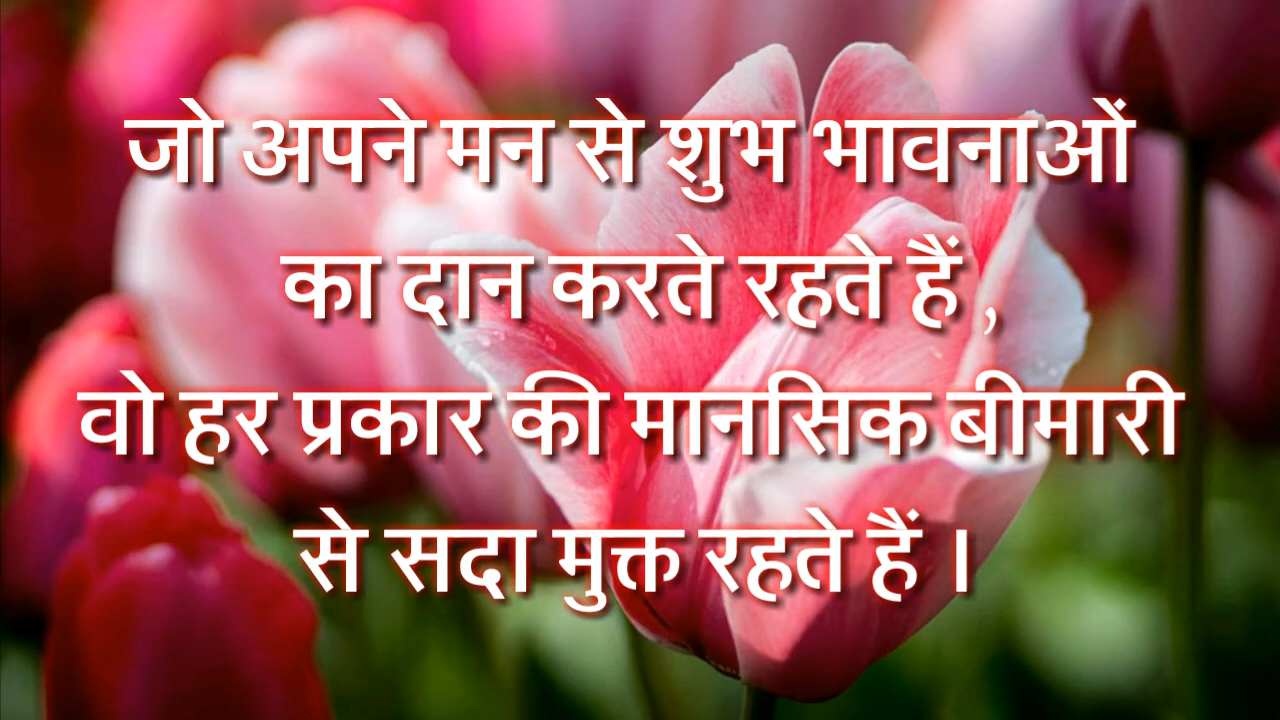 जो अपने मन से शुभ भावनाओं
का दान करते रहते हैं ,
वो हर प्रकार की मानसिक बीमारी
से सदा मुक्त रहते हैं ।